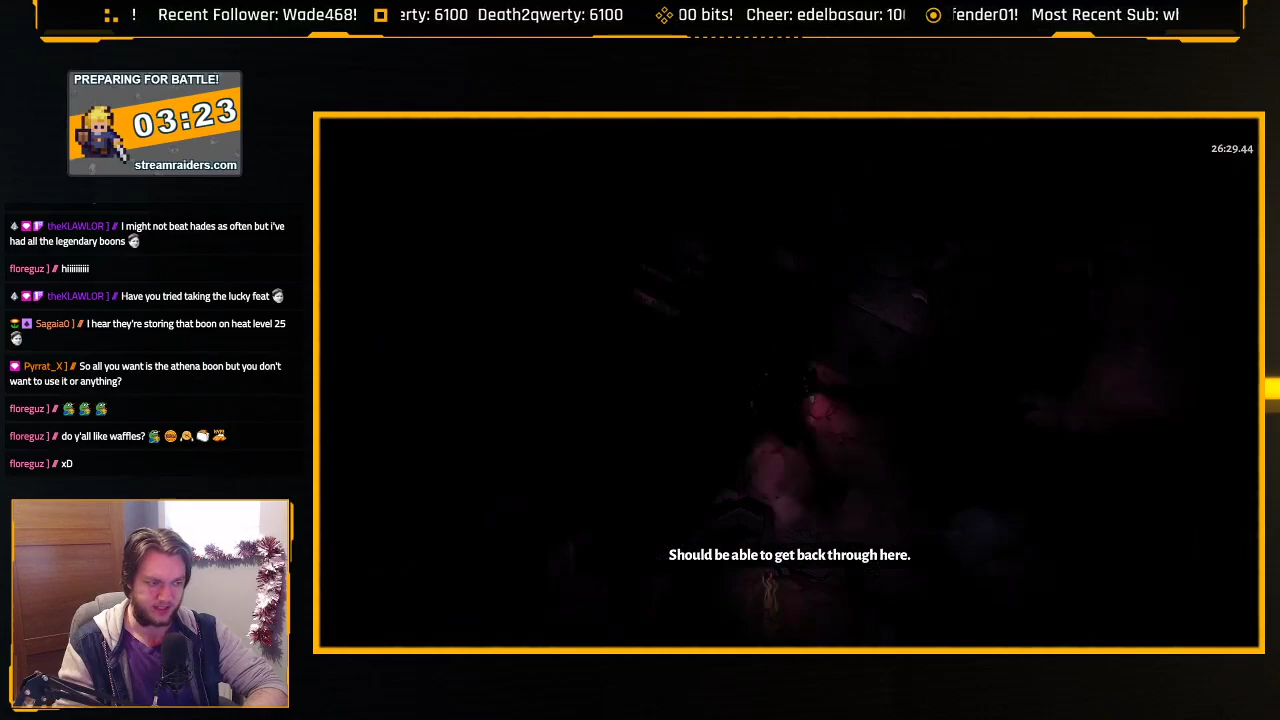 ! Recent Follower: Wade468! erty: 6100 Death2qwerty: 6100 00 bits! Cheer: edelbasaur: 10 fender01! Most Recent Sub: wl
PREPARING FOR BATTLE!
03:23
streamraiders.com
26:29.44
theKLAWLOR ] // I might not beat hades as often but i've
had all the legendary boons
floreguz ] // hiiiiiiiiii
theKLAWLOR ] // Have you tried taking the lucky feat
Sagaia0 ] // I hear they're storing that boon on heat level 25
Pyrrat_X ] // So all you want is the athena boon but you don't
want to use it or anything?
floreguz ] //
floreguz ] // do y'all like waffles?
floreguz ] // xD
Should be able to get back through here.